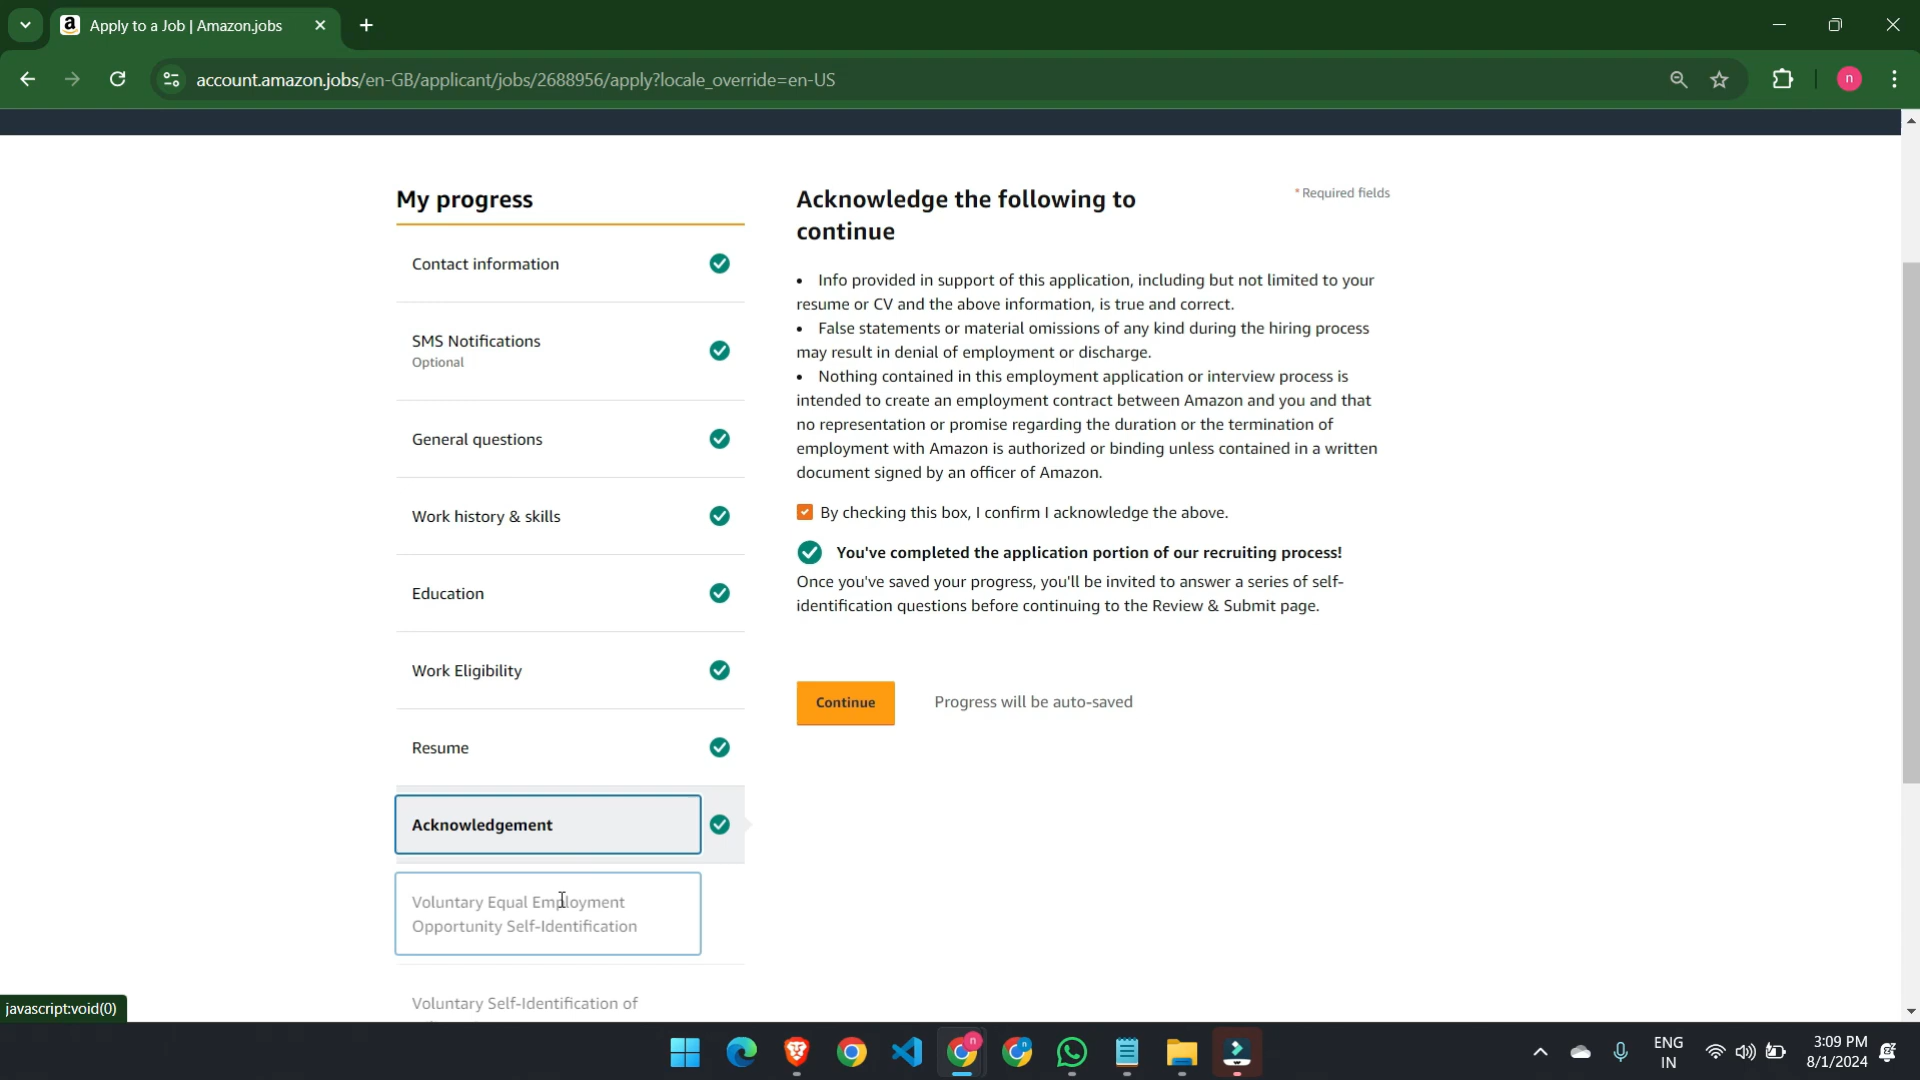 Apply to a Job | Amazon.jobs
account.amazon.jobs/en-GB/applicant/jobs/2688956/apply?locale_override=en-US
n
My progress
Contact information
SMS Notifications
Optional
General questions
Work history & skills
Education
Work Eligibility
Resume
Acknowledgement
Voluntary Equal Employment
Opportunity Self-Identification
Voluntary Self-Identification of
Acknowledge the following to
continue
* Required fields
• Info provided in support of this application, including but not limited to your
resume or CV and the above information, is true and correct.
• False statements or material omissions of any kind during the hiring process
may result in denial of employment or discharge.
• Nothing contained in this employment application or interview process is
intended to create an employment contract between Amazon and you and that
no representation or promise regarding the duration or the termination of
employment with Amazon is authorized or binding unless contained in a written
document signed by an officer of Amazon.
By checking this box, I confirm I acknowledge the above.
You've completed the application portion of our recruiting process!
Once you've saved your progress, you'll be invited to answer a series of self-
identification questions before continuing to the Review & Submit page.
Continue
Progress will be auto-saved
javascript:void(0)
ENG
IN
3:09 PM
8/1/2024